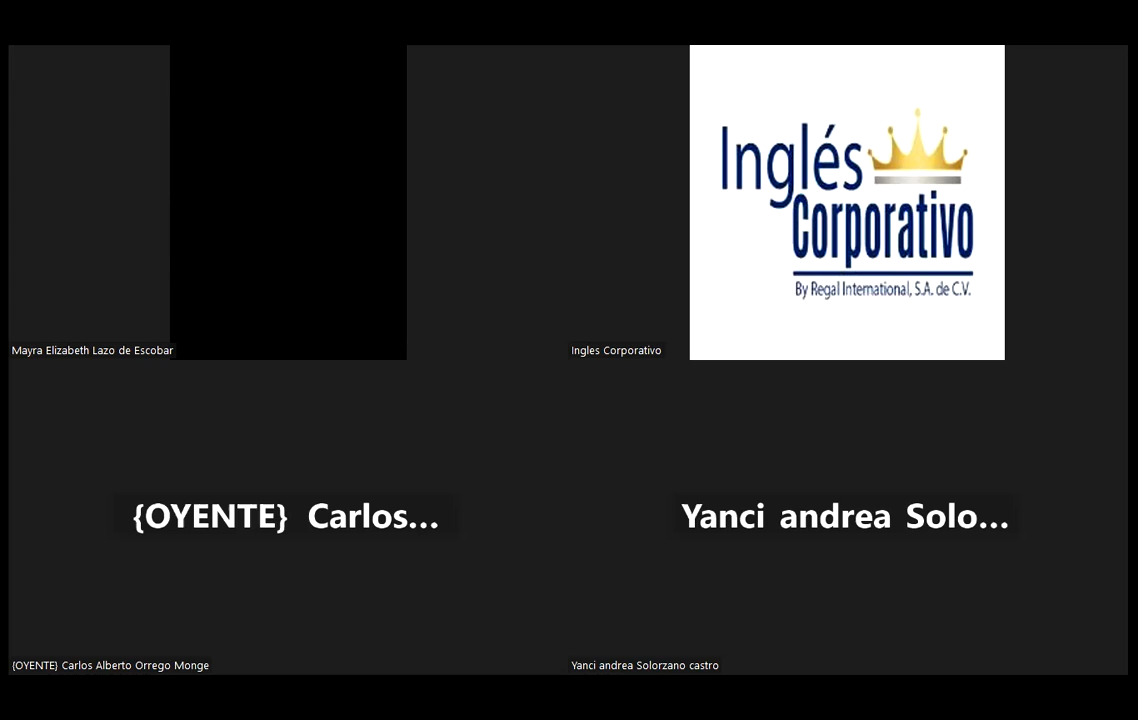 Inglés
Corporativo
By Regal International, S.A. de C.V.
Mayra Elizabeth Lazo de Escobar
Ingles Corporativo
{OYENTE} Carlos...
Yanci andrea Solo...
{OYENTE} Carlos Alberto Orrego Monge
Yanci andrea Solorzano castro